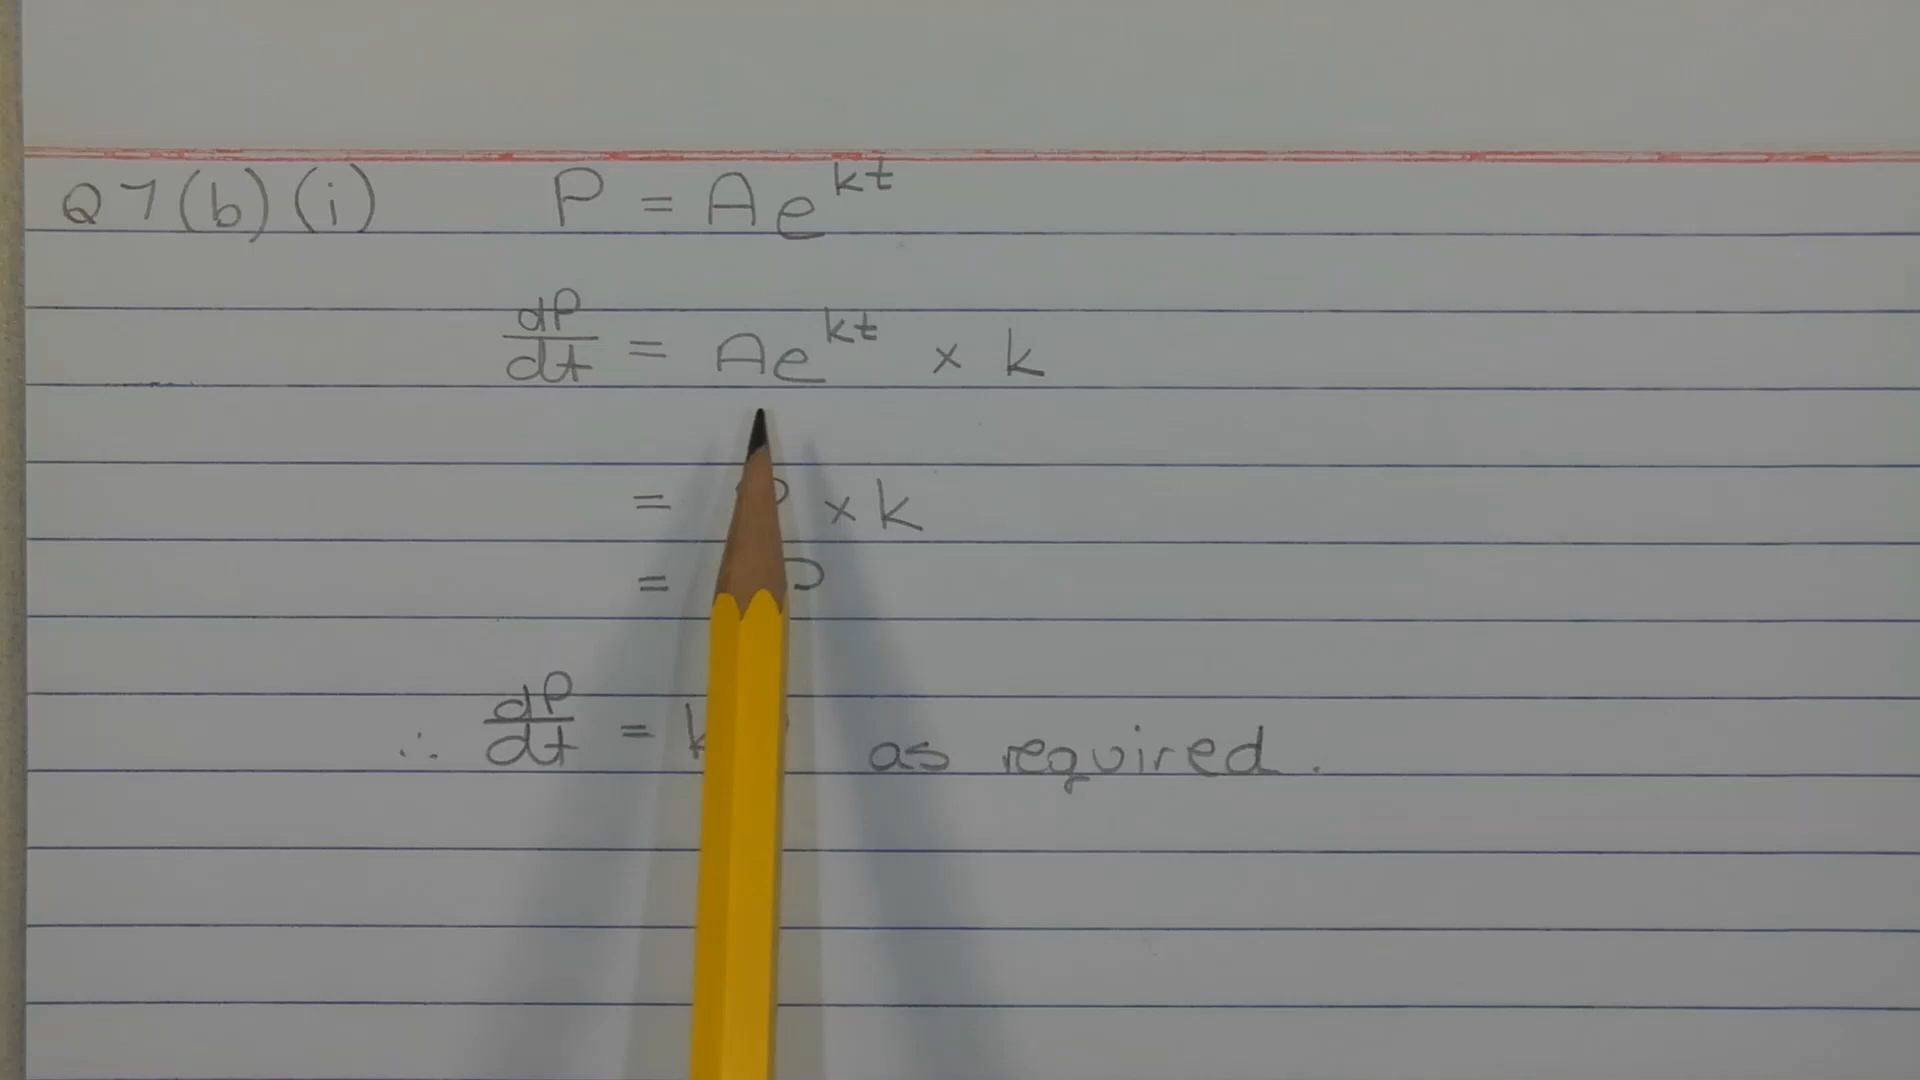 Q7(b)(i) P = Ae^kt
dP/dt = Ae^kt × k
= P × k
= P
∴ dP/dt = k as required.